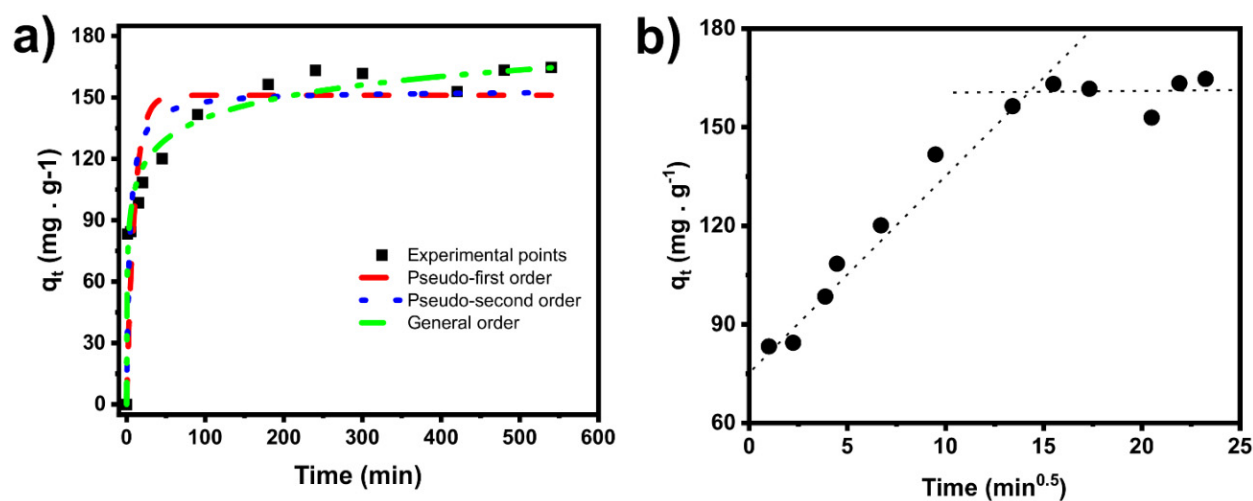 a)
180
150
120
90
60
30
0
qt (mg . g-1)
Experimental points
Pseudo-first order
Pseudo-second order
General order
0 100 200 300 400 500 600
Time (min)
b)
180
150
120
90
60
qt (mg . g⁻¹)
0 5 10 15 20 25
Time (min⁰·⁵)